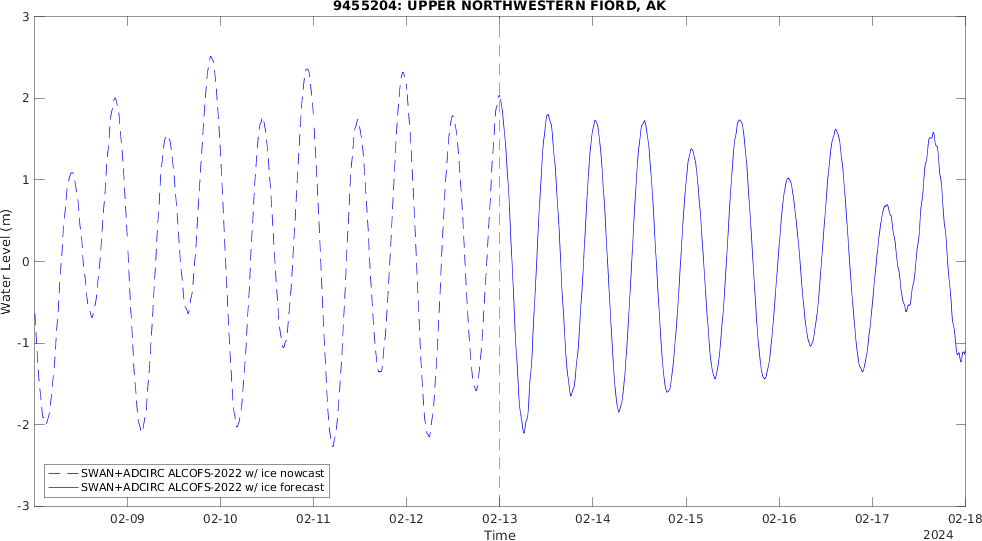 9455204: UPPER NORTHWESTERN FIORD, AK
3
2
1
0
-1
-2
-3
Water Level (m)
SWAN+ADCIRC ALCOFS-2022 w/ ice nowcast
SWAN+ADCIRC ALCOFS-2022 w/ ice forecast
02-09 02-10 02-11 02-12 02-13 02-14 02-15 02-16 02-17 02-18
Time
2024